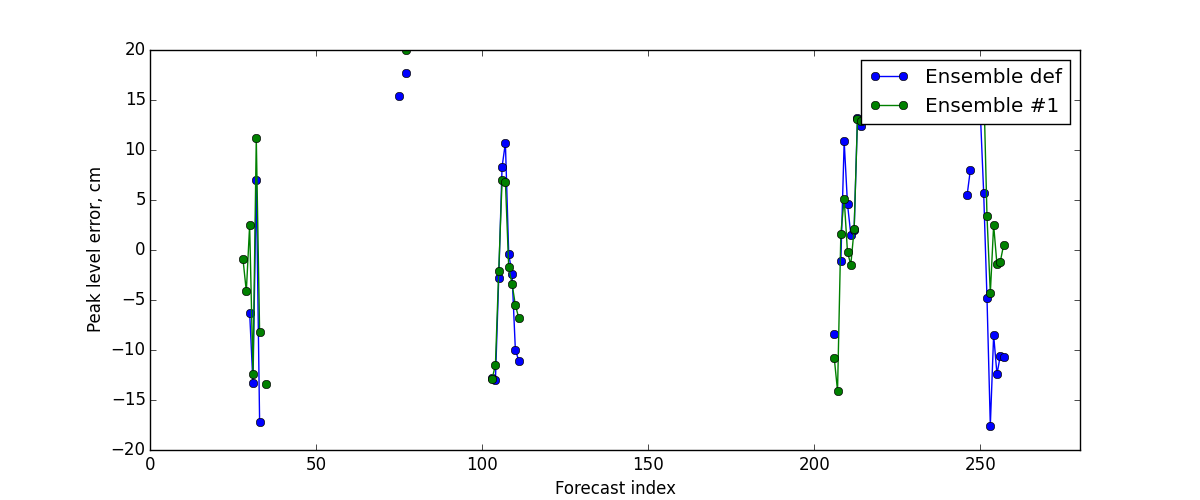 20
15
10
5
0
−5
−10
−15
−20
Peak level error, cm
0 50 100 150 200 250
Forecast index
Ensemble def
Ensemble #1